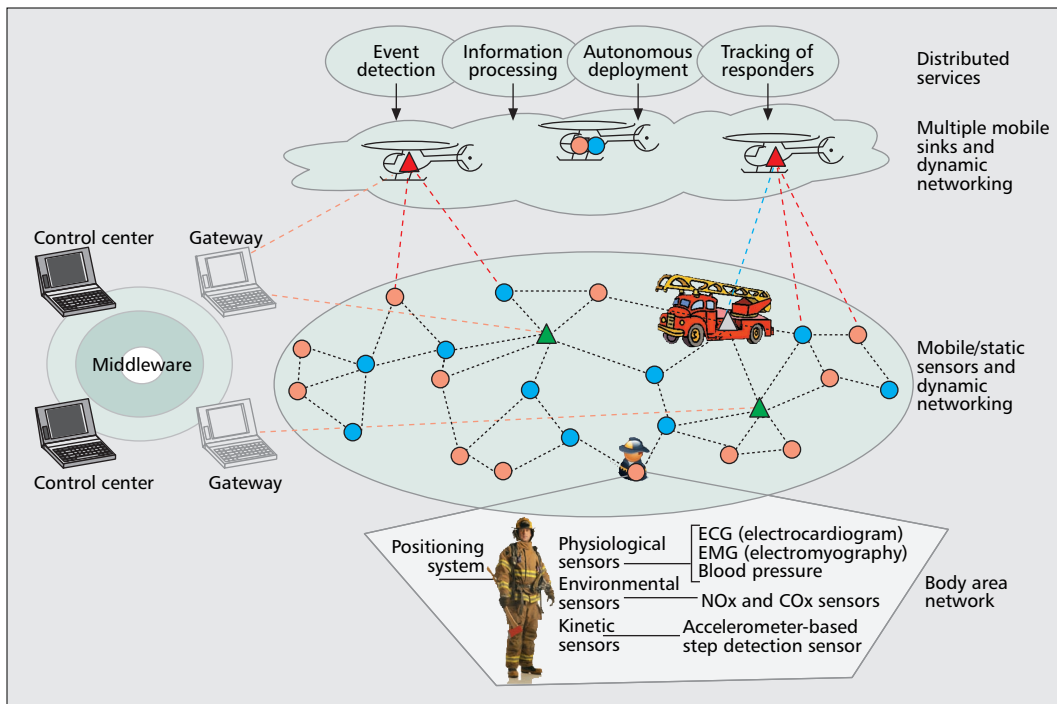 Event
detection
Information
processing
Autonomous
deployment
Tracking of
responders
Distributed
services
Multiple mobile
sinks and
dynamic
networking
Control center
Gateway
Middleware
Mobile/static
sensors and
dynamic
networking
Control center
Gateway
Positioning
system
Physiological
sensors
ECG (electrocardiogram)
EMG (electromyography)
Blood pressure
Environmental
sensors
NOx and COx sensors
Kinetic
sensors
Accelerometer-based
step detection sensor
Body area
network